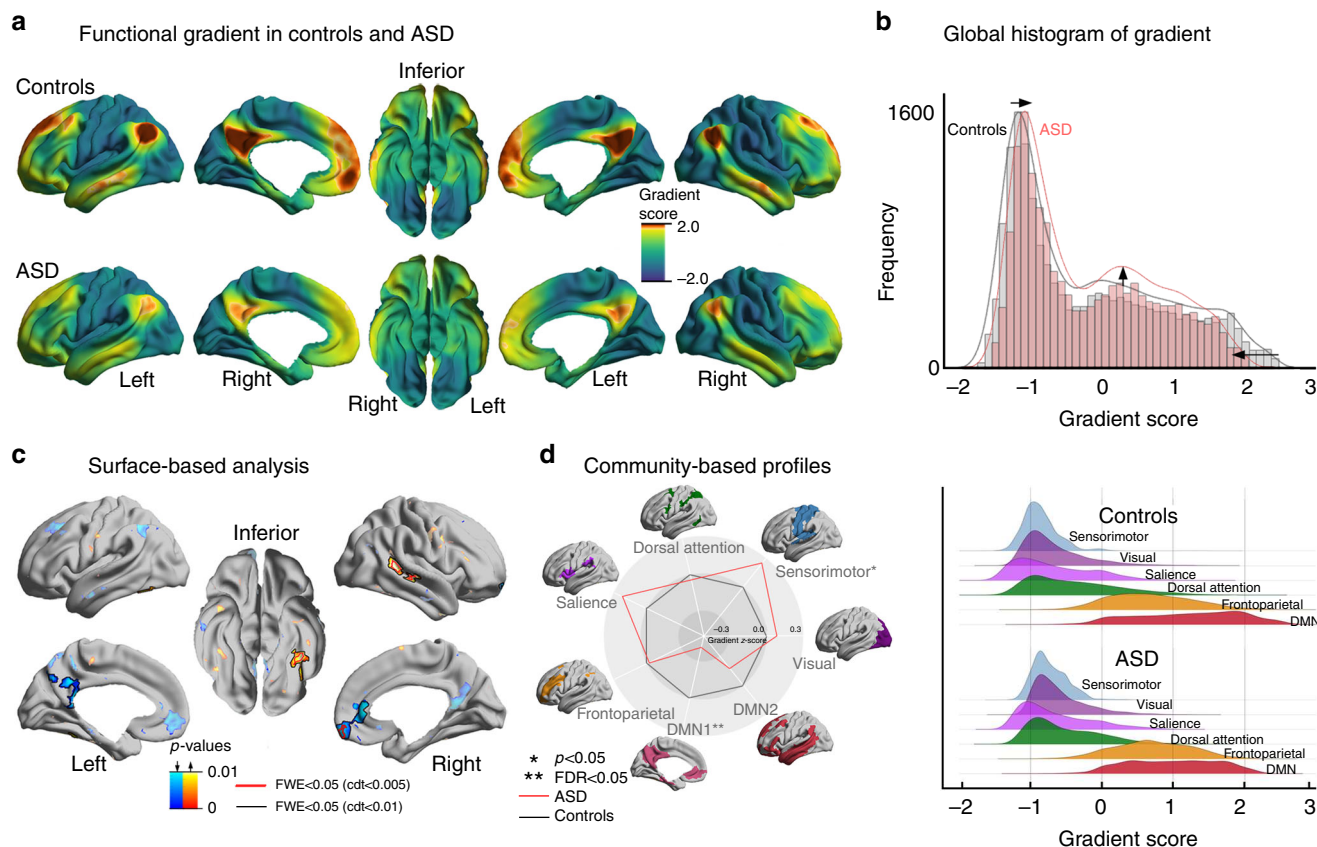 a
Functional gradient in controls and ASD
Controls
Inferior
Gradient
score
2.0
−2.0
ASD
Left
Right
Right
Left
Left
Right
b
Global histogram of gradient
1600
Controls
ASD
Frequency
0
−2
−1
0
1
2
3
Gradient score
c
Surface-based analysis
Inferior
Left
Right
p-values
0.01
0
FWE<0.05 (cdt<0.005)
FWE<0.05 (cdt<0.01)
d
Community-based profiles
Dorsal attention
Sensorimotor*
Salience
−0.3
0.0
0.3
Gradient z-score
Visual
Frontoparietal
DMN2
DMN1**
* p<0.05
** FDR<0.05
ASD
Controls
Controls
Sensorimotor
Visual
Salience
Dorsal attention
Frontoparietal
DMN
ASD
Sensorimotor
Visual
Salience
Dorsal attention
Frontoparietal
DMN
−2
−1
0
1
2
3
Gradient score